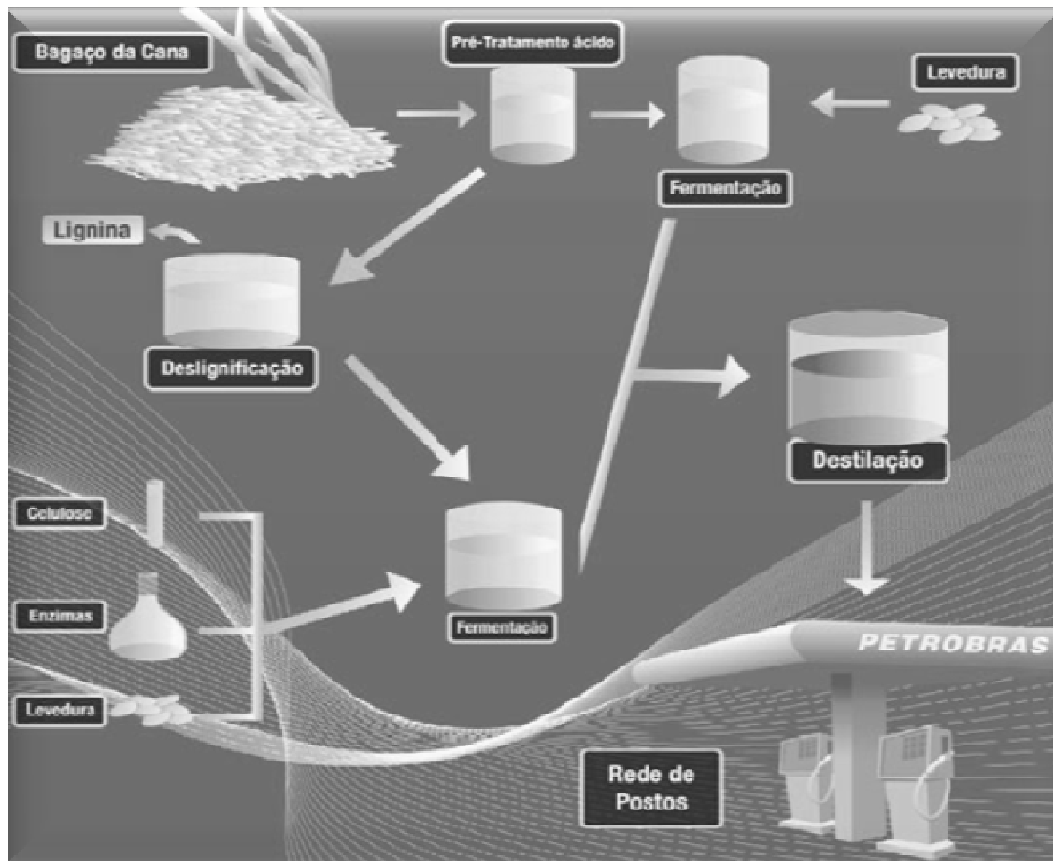 Bagaço da Cana
Pré-Tratamento ácido
Levedura
Fermentação
Lignina
Deslignificação
Destilação
Celulose
Enzimas
Fermentação
Levedura
PETROBRAS
Rede de
Postos